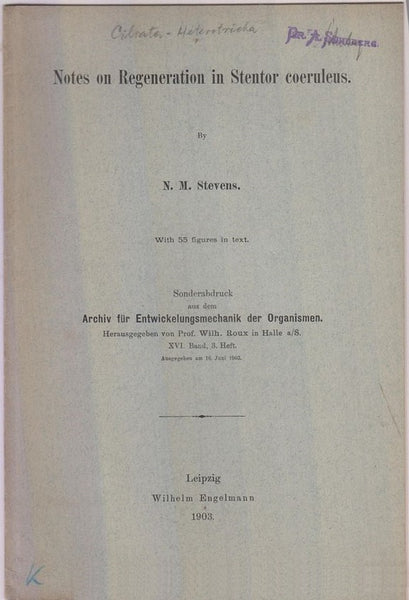 Ciliata - Heterotricha
Dr. A. Schuberg.
Notes on Regeneration in Stentor coeruleus.
By
N. M. Stevens.
With 55 figures in text.
Sonderabdruck
aus dem
Archiv für Entwickelungsmechanik der Organismen.
Herausgegeben von Prof. Wilh. Roux in Halle a/S.
XVI. Band, 3. Heft.
Ausgegeben am 16. Juni 1903.
Leipzig
Wilhelm Engelmann
1903.
K